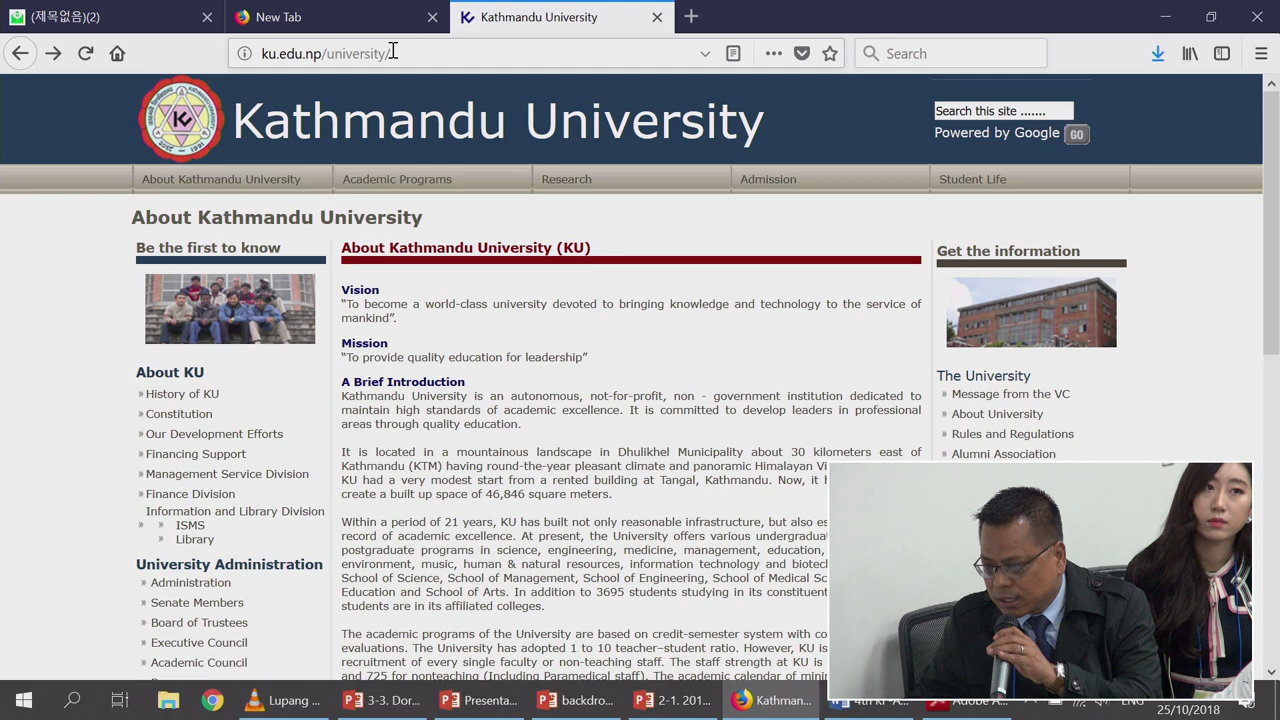 (제목없음)(2)
New Tab
Kathmandu University
ku.edu.np/university/
Search
Kathmandu University
Search this site .......
Powered by Google GO
About Kathmandu University
Academic Programs
Research
Admission
Student Life
About Kathmandu University
Be the first to know
About KU
History of KU
Constitution
Our Development Efforts
Financing Support
Management Service Division
Finance Division
Information and Library Division
ISMS
Library
University Administration
Administration
Senate Members
Board of Trustees
Executive Council
Academic Council
About Kathmandu University (KU)
Vision
“To become a world-class university devoted to bringing knowledge and technology to the service of
mankind”.
Mission
“To provide quality education for leadership”
A Brief Introduction
Kathmandu University is an autonomous, not-for-profit, non - government institution dedicated to
maintain high standards of academic excellence. It is committed to develop leaders in professional
areas through quality education.
It is located in a mountainous landscape in Dhulikhel Municipality about 30 kilometers east of
Kathmandu (KTM) having round-the-year pleasant climate and panoramic Himalayan
KU had a very modest start from a rented building at Tangal, Kathmandu. Now, it
create a built up space of 46,846 square meters.
Within a period of 21 years, KU has built not only reasonable infrastructure, but also
record of academic excellence. At present, the University offers various
postgraduate programs in science, engineering, medicine, management, education,
environment, music, human & natural resources, information technology and
School of Science, School of Management, School of Engineering, School of Medical
Education and School of Arts. In addition to 3695 students studying in its
students are in its affiliated colleges.
The academic programs of the University are based on credit-semester system with
evaluations. The University has adopted 1 to 10 teacher–student ratio. However, KU is
recruitment of every single faculty or non-teaching staff. The staff strength at KU is
and 725 for nonteaching (Including Paramedical staff). The academic calendar of
Get the information
The University
Message from the VC
About University
Rules and Regulations
Alumni Association
Lupang ...
3-3. Dor...
Presenta...
backdro...
2-1. 201...
Kathman...
ENG
25/10/2018